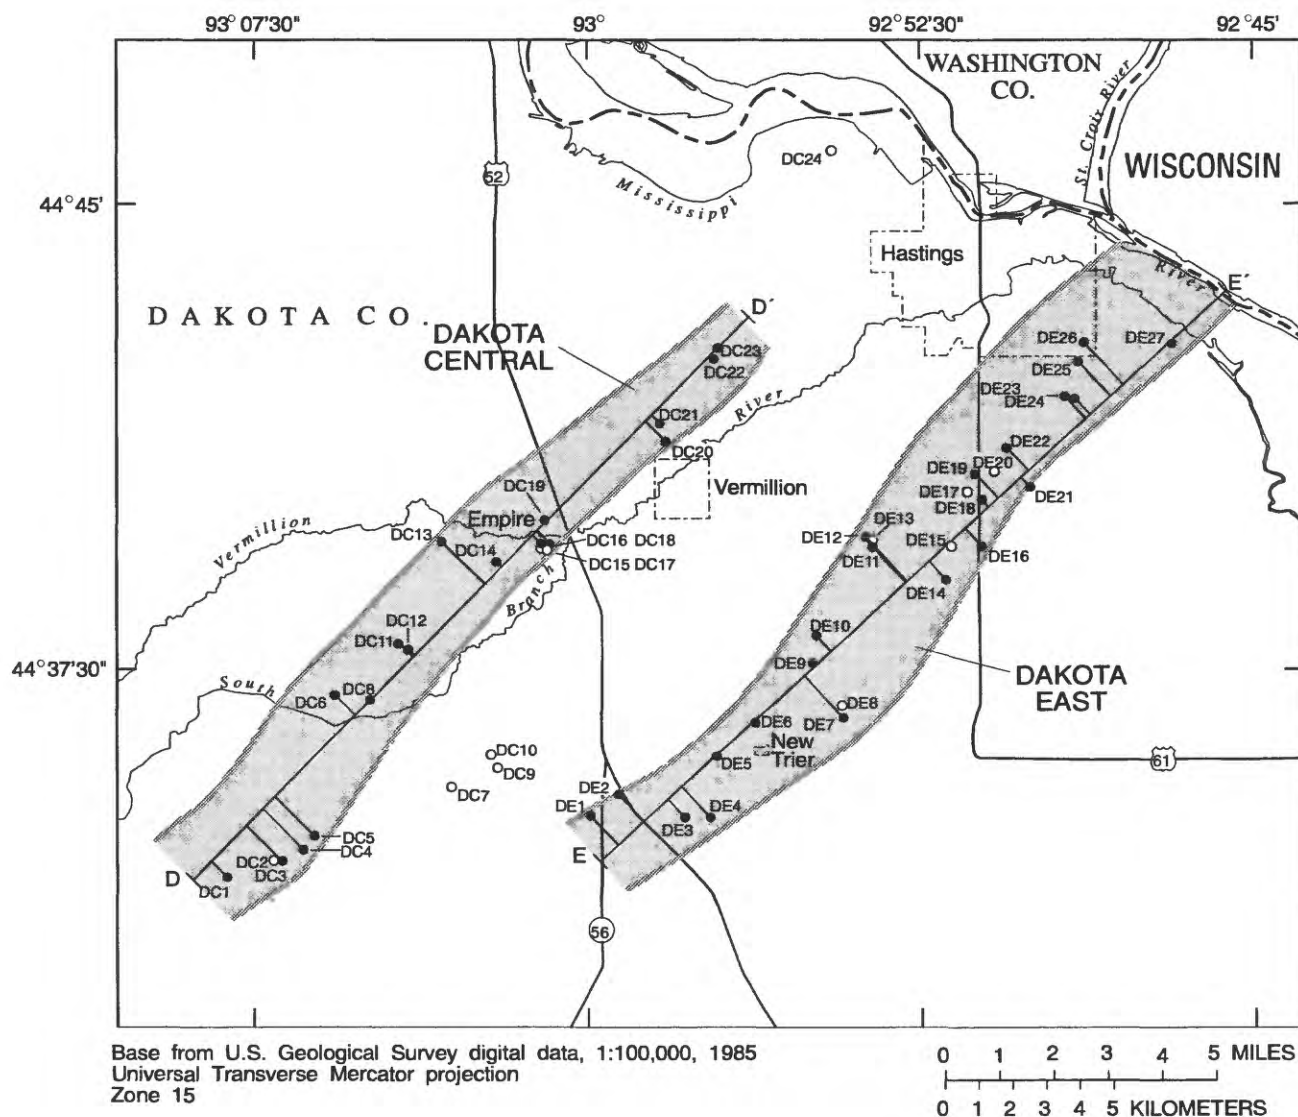 93°07'30" 93° 92°52'30" 92°45'
WASHINGTON
CO.
St. Croix River
WISCONSIN
52
DC24
Mississippi
44°45'
Hastings
River
E´
DAKOTA CO.
D´
DAKOTA
CENTRAL
DC23
DC22
DE26
DE27
DE25
DE23
DE24
River
DC21
DC20
DE22
DE19
DE20
DC19
Vermillion
DE17
DE18
DE21
Empire
Vermillion
DC13
DE13
DE12
DE15
DC16 DC18
DC14
DE11
DE16
DC15 DC17
Branch
DE14
DC12
DC11
DE10
44°37'30"
DE9
South
DC8
DC6
DAKOTA
EAST
DE8
DE7
DE6
New
Trier
DC10
DC9
DE5
61
DC7
DE2
DE1
DE4
DE3
DC5
DC4
DC2
DC3
E
D
DC1
56
Base from U.S. Geological Survey digital data, 1:100,000, 1985
Universal Transverse Mercator projection
Zone 15
0 1 2 3 4 5 MILES
0 1 2 3 4 5 KILOMETERS